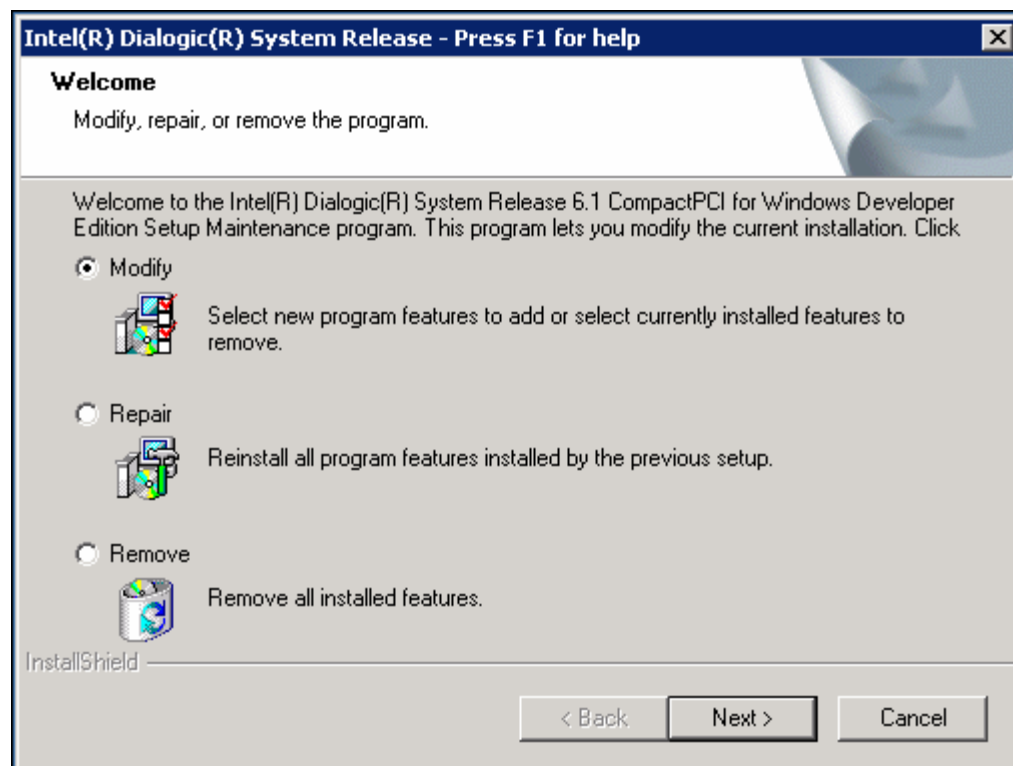 Intel(R) Dialogic(R) System Release - Press F1 for help
Welcome
Modify, repair, or remove the program.
Welcome to the Intel(R) Dialogic(R) System Release 6.1 CompactPCI for Windows Developer
Edition Setup Maintenance program. This program lets you modify the current installation. Click
Modify
Select new program features to add or select currently installed features to
remove.
Repair
Reinstall all program features installed by the previous setup.
Remove
Remove all installed features.
InstallShield
< Back
Next >
Cancel